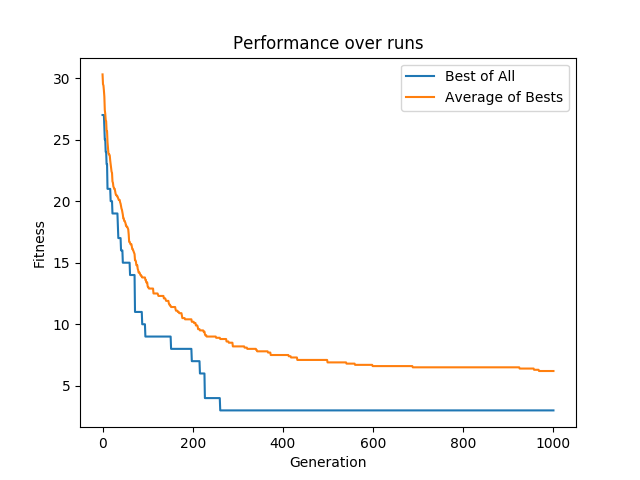 Performance over runs
Best of All
Average of Bests
30
25
20
15
10
5
Fitness
0 200 400 600 800 1000
Generation